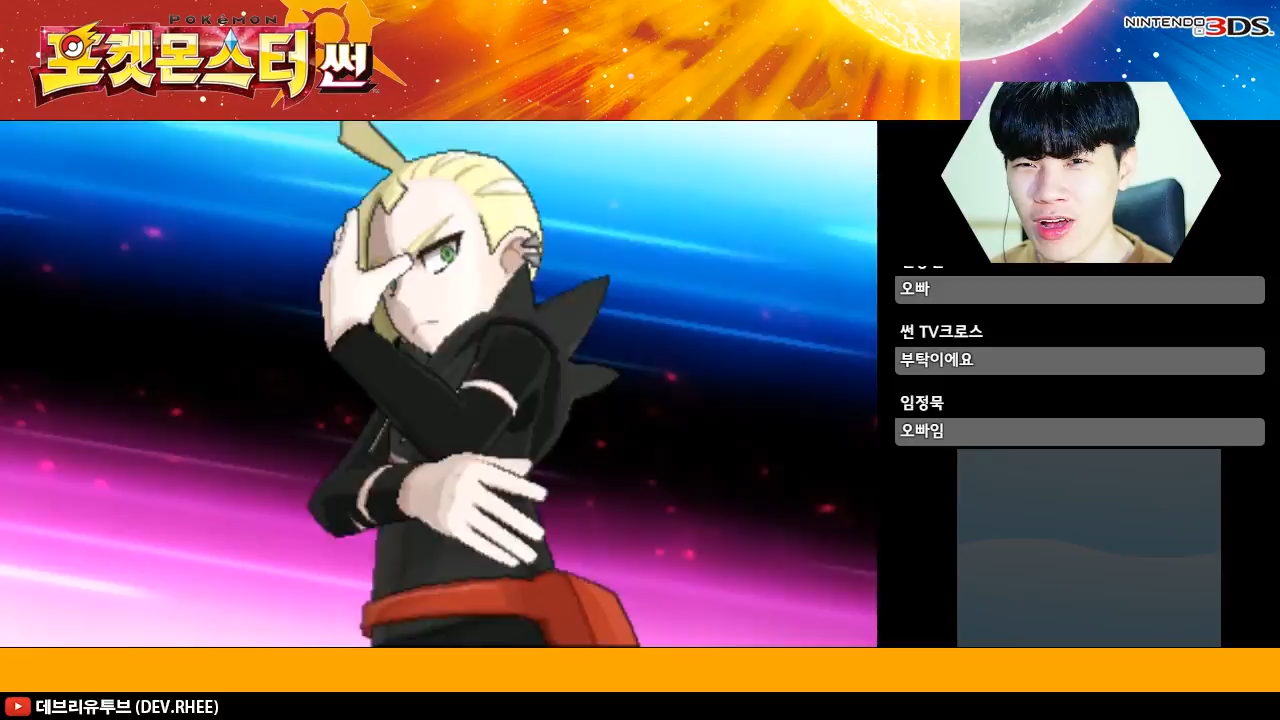 POKéMON
포켓몬스터 썬
NINTENDO 3DS
오빠
썬 TV크로스
부탁이에요
임정묵
오빠임
데브리유투브 (DEV.RHEE)